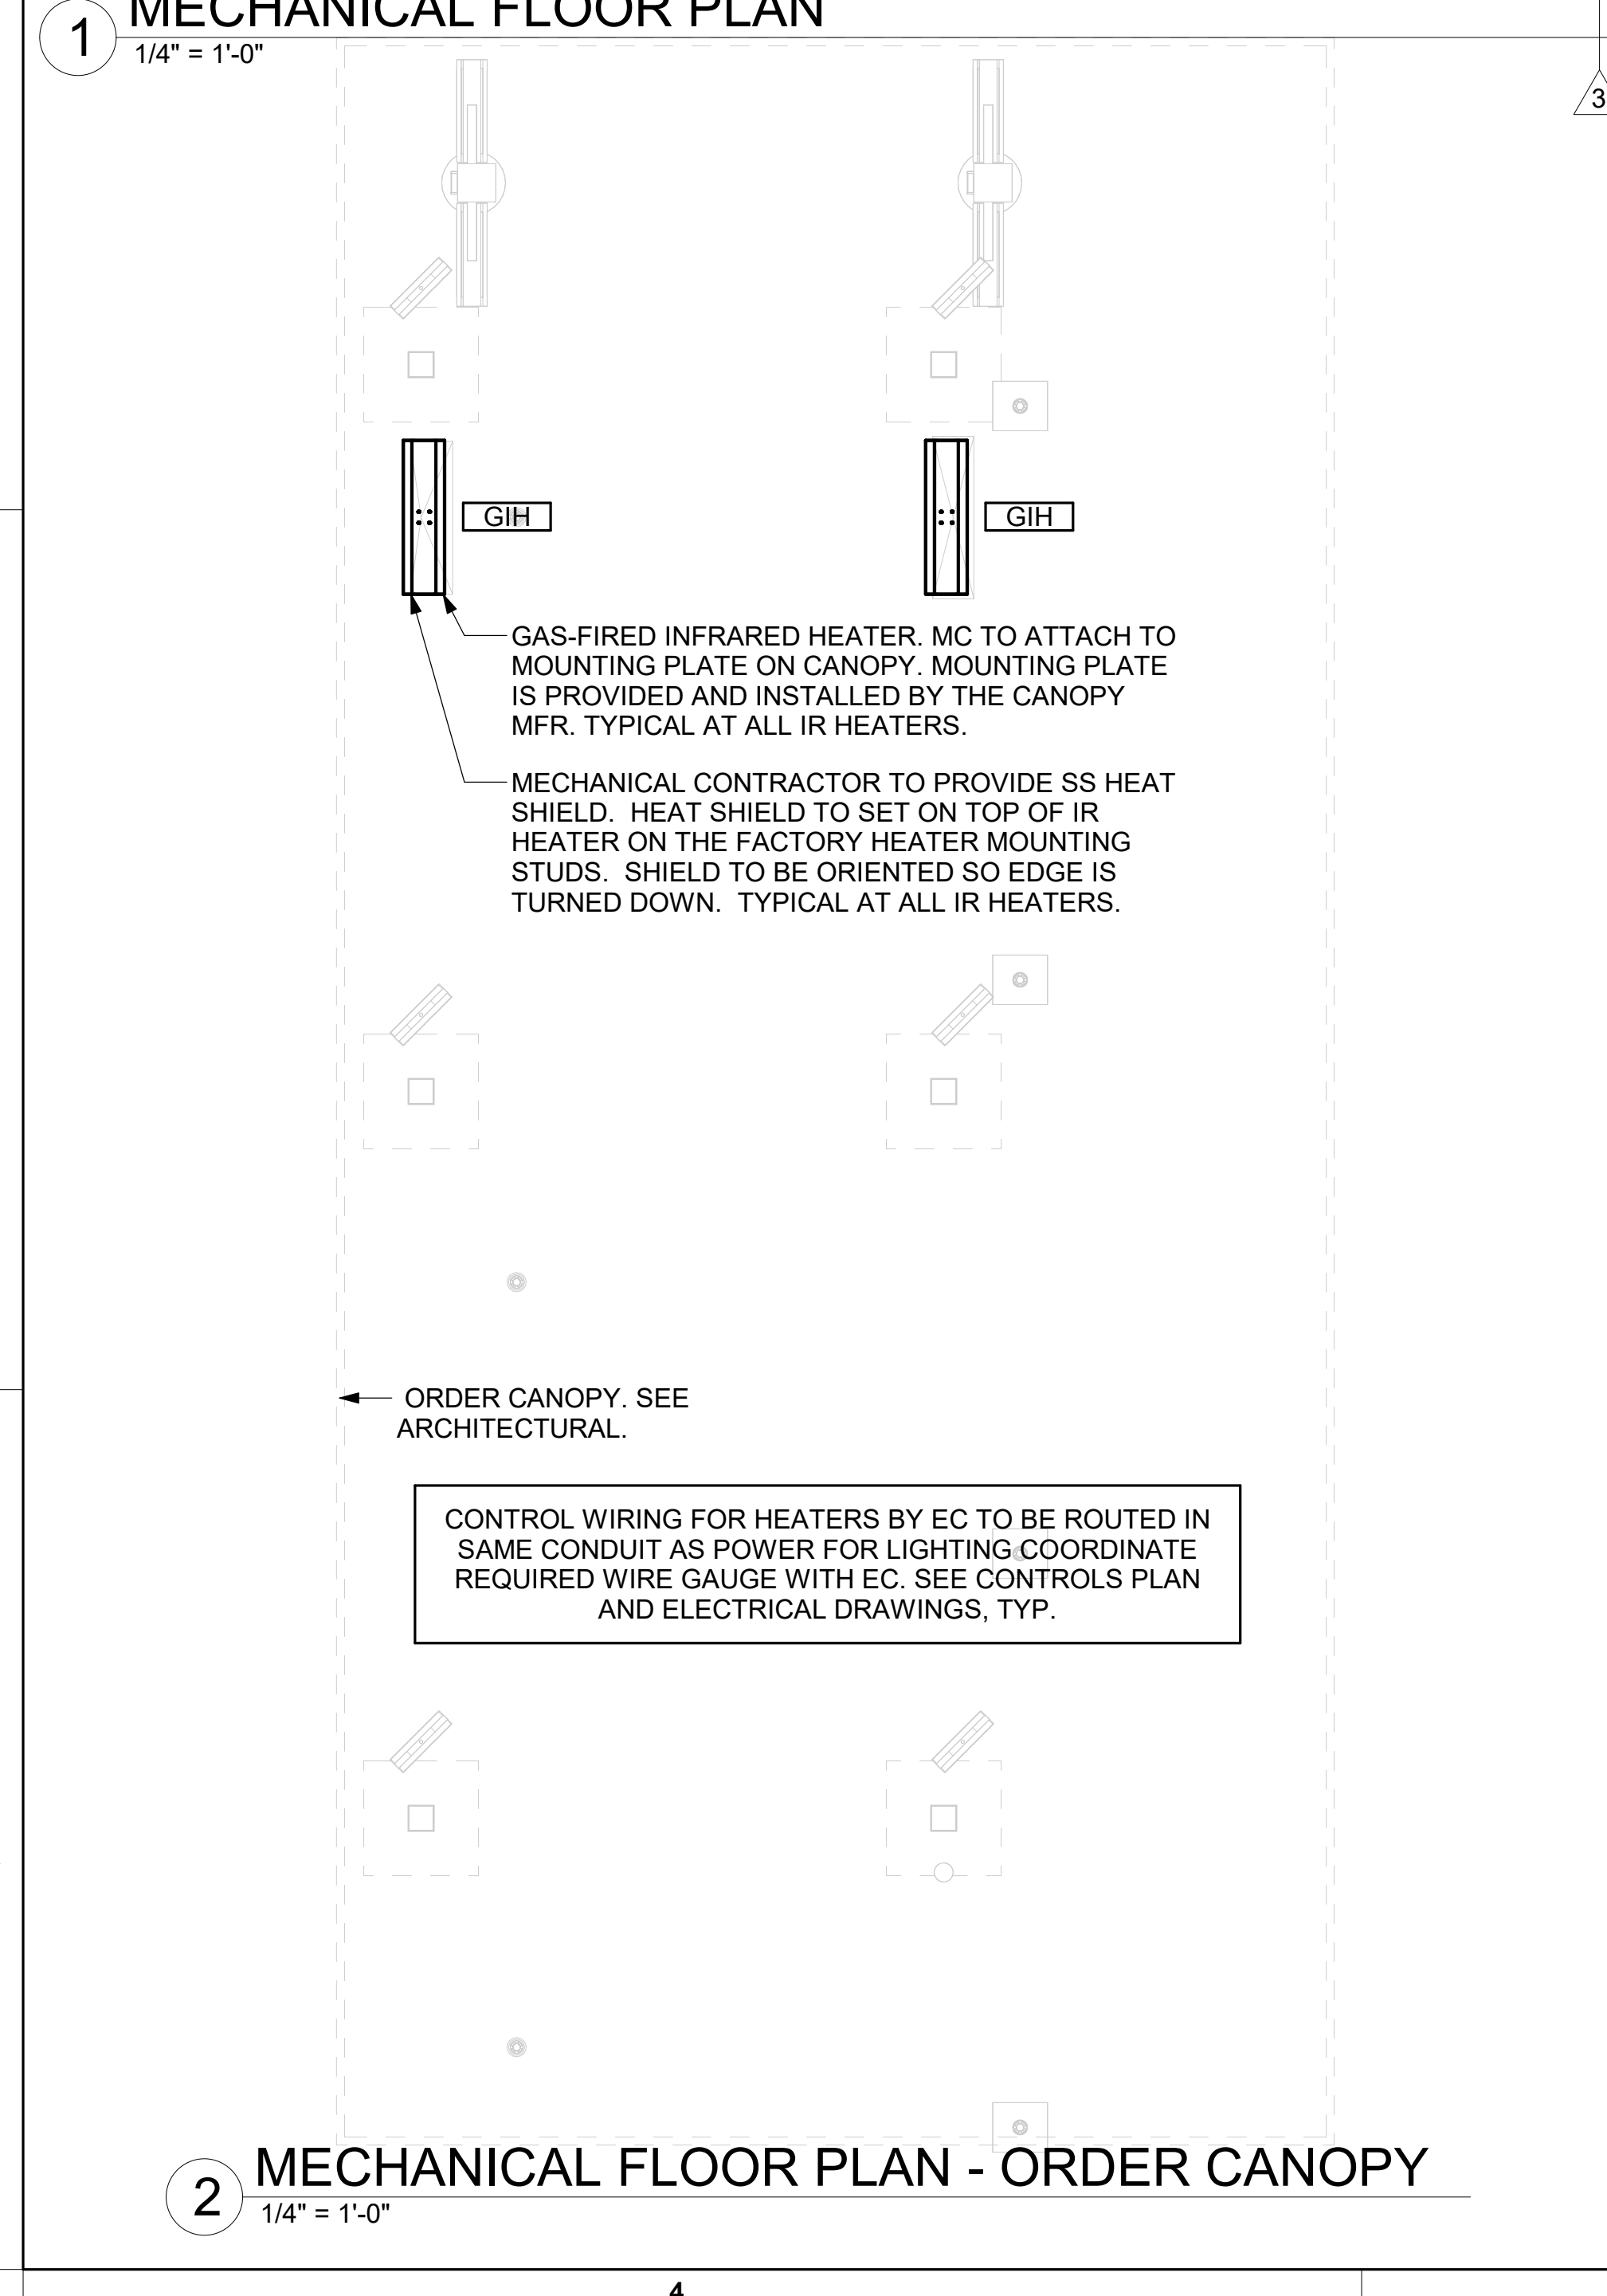 MECHANICAL FLOOR PLAN
1
1/4" = 1'-0"
3
GIH
GIH
GAS-FIRED INFRARED HEATER. MC TO ATTACH TO
MOUNTING PLATE ON CANOPY. MOUNTING PLATE
IS PROVIDED AND INSTALLED BY THE CANOPY
MFR. TYPICAL AT ALL IR HEATERS.
MECHANICAL CONTRACTOR TO PROVIDE SS HEAT
SHIELD. HEAT SHIELD TO SET ON TOP OF IR
HEATER ON THE FACTORY HEATER MOUNTING
STUDS. SHIELD TO BE ORIENTED SO EDGE IS
TURNED DOWN. TYPICAL AT ALL IR HEATERS.
ORDER CANOPY. SEE
ARCHITECTURAL.
CONTROL WIRING FOR HEATERS BY EC TO BE ROUTED IN
SAME CONDUIT AS POWER FOR LIGHTING COORDINATE
REQUIRED WIRE GAUGE WITH EC. SEE CONTROLS PLAN
AND ELECTRICAL DRAWINGS, TYP.
MECHANICAL FLOOR PLAN - ORDER CANOPY
2
1/4" = 1'-0"
4